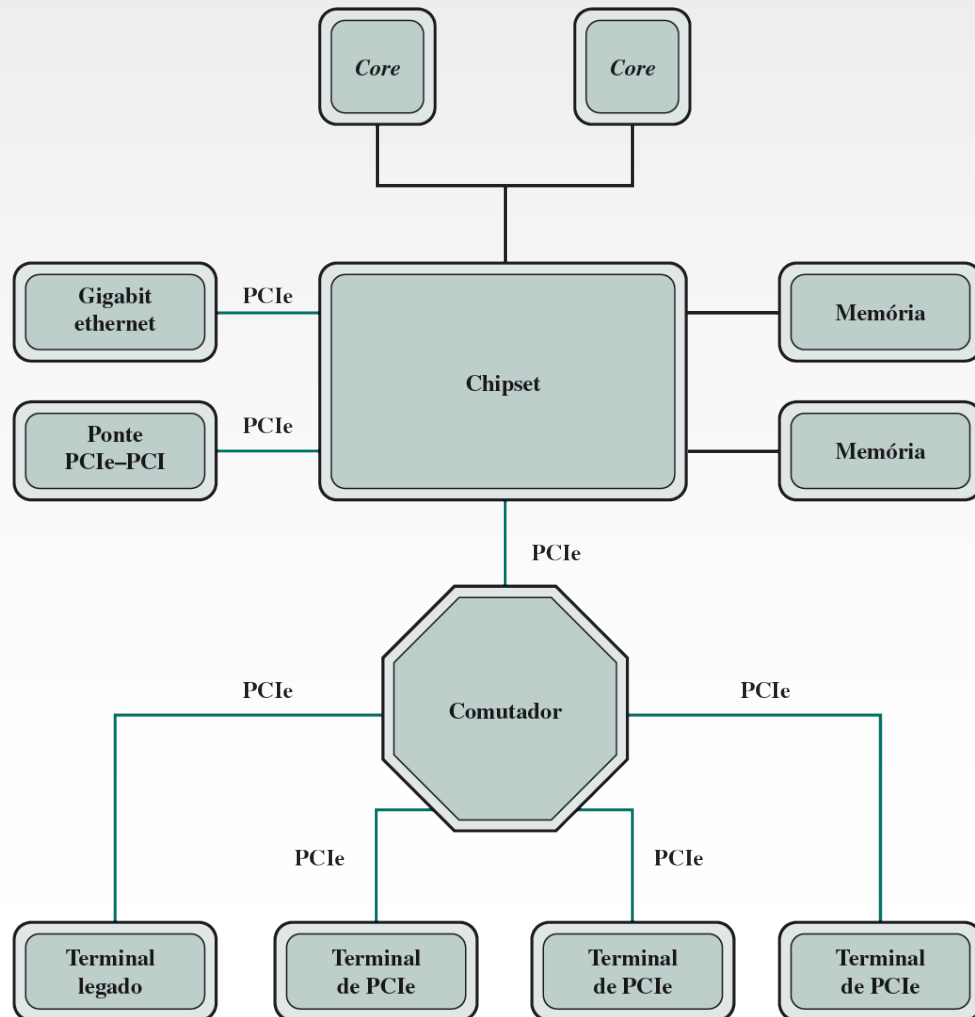 Core
Core
Gigabit
ethernet
PCIe
Chipset
Memória
Ponte
PCIe–PCI
PCIe
Memória
PCIe
Comutador
PCIe
PCIe
PCIe
PCIe
Terminal
legado
Terminal
de PCIe
Terminal
de PCIe
Terminal
de PCIe